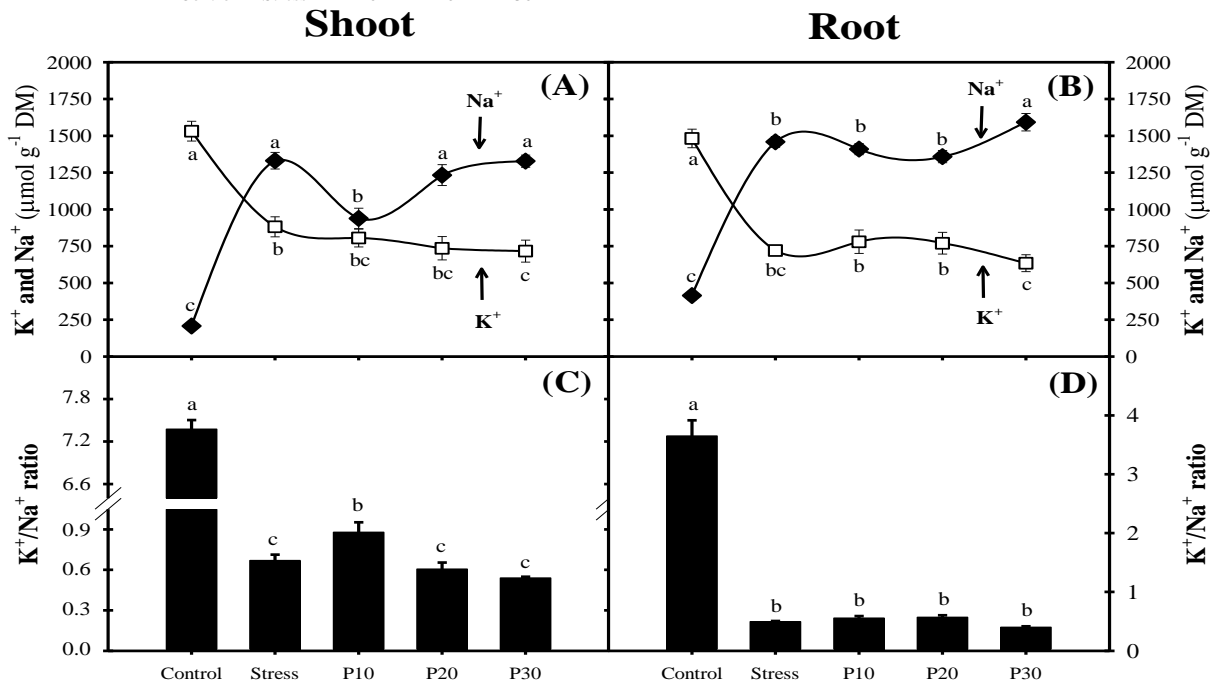 Shoot
Root
2000
1750
1500
1250
1000
750
500
250
0
K⁺ and Na⁺ (µmol g⁻¹ DM)
(A)
Na⁺
K⁺
a
a
a
a
b
b
bc
bc
c
c
(B)
Na⁺
K⁺
a
b
b
b
a
c
bc
b
b
c
2000
1750
1500
1250
1000
750
500
250
0
K⁺ and Na⁺ (µmol g⁻¹ DM)
(C)
7.8
7.2
6.6
0.9
0.6
0.3
0.0
K⁺/Na⁺ ratio
a
c
b
c
c
Control Stress P10 P20 P30
(D)
a
b
b
b
b
4
3
2
1
0
K⁺/Na⁺ ratio
Control Stress P10 P20 P30